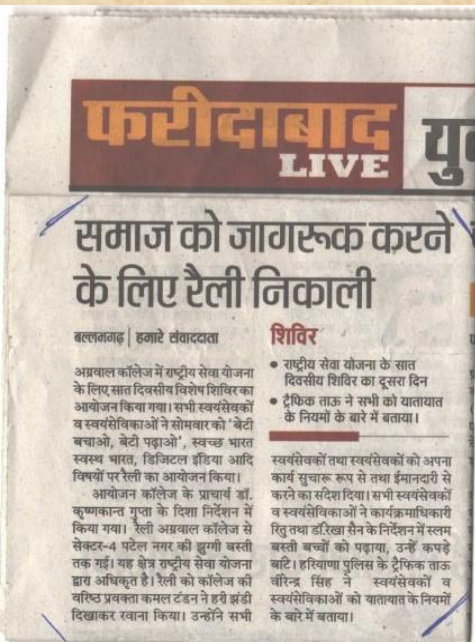 फरीदाबाद
LIVE
यु
समाज को जागरूक करने
के लिए रैली निकाली
बल्लभगढ़ | हमारे संवाददाता
अग्रवाल कॉलेज में राष्ट्रीय सेवा योजना
के लिए सात दिवसीय विशेष शिविर का
आयोजन किया गया। सभी स्वयंसेवकों
व स्वयंसेविकाओं ने सोमवार को 'बेटी
बचाओ, बेटी पढ़ाओ', स्वच्छ भारत
स्वस्थ भारत, डिजिटल इंडिया आदि
विषयों पर रैली का आयोजन किया।
आयोजन कॉलेज के प्राचार्य डॉ.
कृष्णकान्त गुप्ता के दिशा निर्देशन में
किया गया। रैली अग्रवाल कॉलेज से
सेक्टर-4 पटेल नगर की झुग्गी बस्ती
तक गई। यह क्षेत्र राष्ट्रीय सेवा योजना
द्वारा अधिकृत है। रैली को कॉलेज की
वरिष्ठ प्रवक्ता कमल टंडन ने हरी झंडी
दिखाकर रवाना किया। उन्होंने सभी
शिविर
• राष्ट्रीय सेवा योजना के सात
दिवसीय शिविर का दूसरा दिन
• ट्रैफिक ताऊ ने सभी को यातायात
के नियमों के बारे में बताया।
स्वयंसेवकों तथा स्वयंसेवकों को अपना
कार्य सुचारू रूप से तथा ईमानदारी से
करने का संदेश दिया। सभी स्वयंसेवकों
व स्वयंसेविकाओं ने कार्यक्रमाधिकारी
रितु तथा डॉ.रेखा सैन के निर्देशन में स्लम
बस्ती बच्चों को पढ़ाया, उन्हें कपड़े
बांटे। हरियाणा पुलिस के ट्रैफिक ताऊ
वीरेन्द्र सिंह ने स्वयंसेवकों व
स्वयंसेविकाओं को यातायात के नियमों
के बारे में बताया।